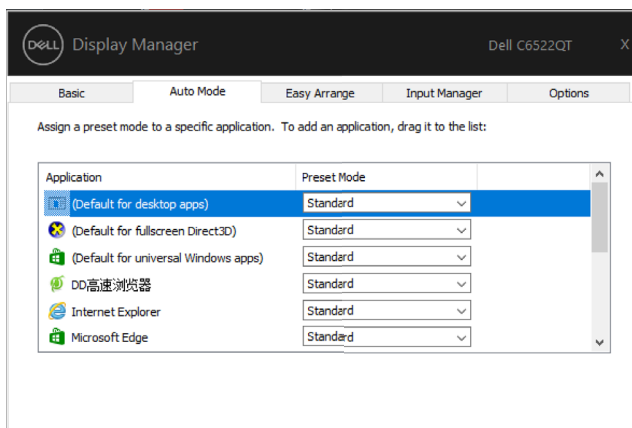 DELL Display Manager Dell C6522QT X
Basic Auto Mode Easy Arrange Input Manager Options
Assign a preset mode to a specific application. To add an application, drag it to the list:
Application Preset Mode
(Default for desktop apps) Standard
(Default for fullscreen Direct3D) Standard
(Default for universal Windows apps) Standard
DD高速浏览器 Standard
Internet Explorer Standard
Microsoft Edge Standard